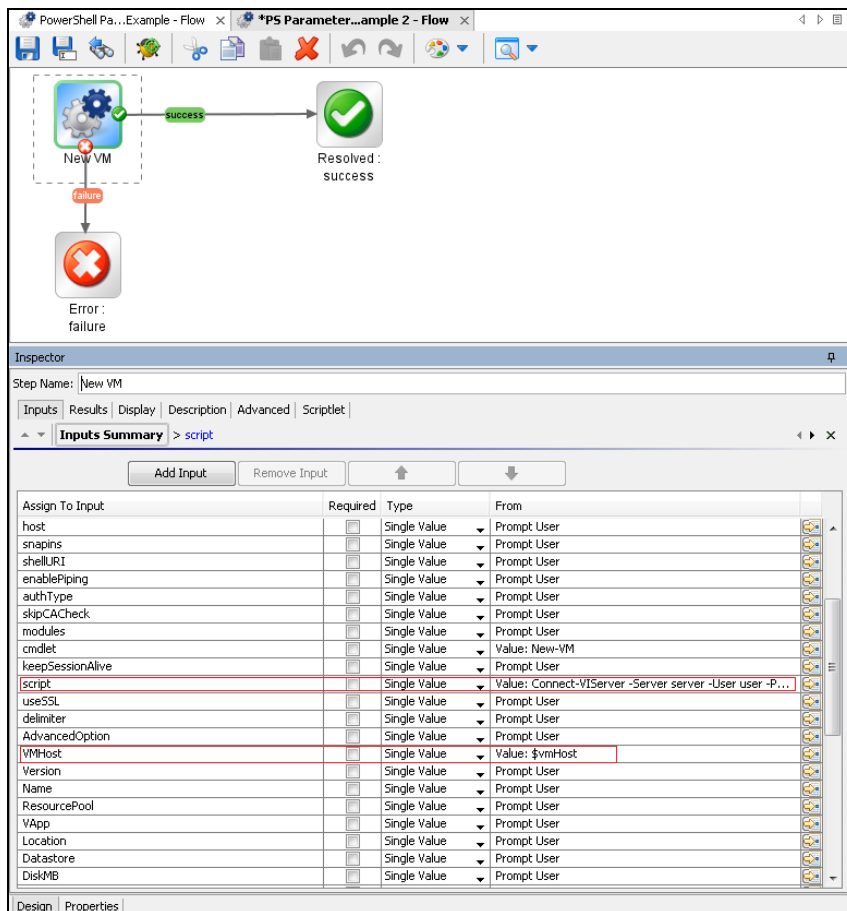 PowerShell Pa...Example - Flow
*PS Parameter...ample 2 - Flow
success
New VM
Resolved :
success
failure
Error :
failure
Inspector
Step Name: New VM
Inputs Results Display Description Advanced Scriptlet
Inputs Summary > script
Add Input Remove Input
Assign To Input Required Type From
host Single Value Prompt User
snapins Single Value Prompt User
shellURI Single Value Prompt User
enablePiping Single Value Prompt User
authType Single Value Prompt User
skipCACheck Single Value Prompt User
modules Single Value Prompt User
cmdlet Single Value Value: New-VM
keepSessionAlive Single Value Prompt User
script Single Value Value: Connect-VIServer -Server server -User user -P...
useSSL Single Value Prompt User
delimiter Single Value Prompt User
AdvancedOption Single Value Prompt User
VMHost Single Value Value: $vmHost
Version Single Value Prompt User
Name Single Value Prompt User
ResourcePool Single Value Prompt User
VApp Single Value Prompt User
Location Single Value Prompt User
Datastore Single Value Prompt User
DiskMB Single Value Prompt User
Design Properties